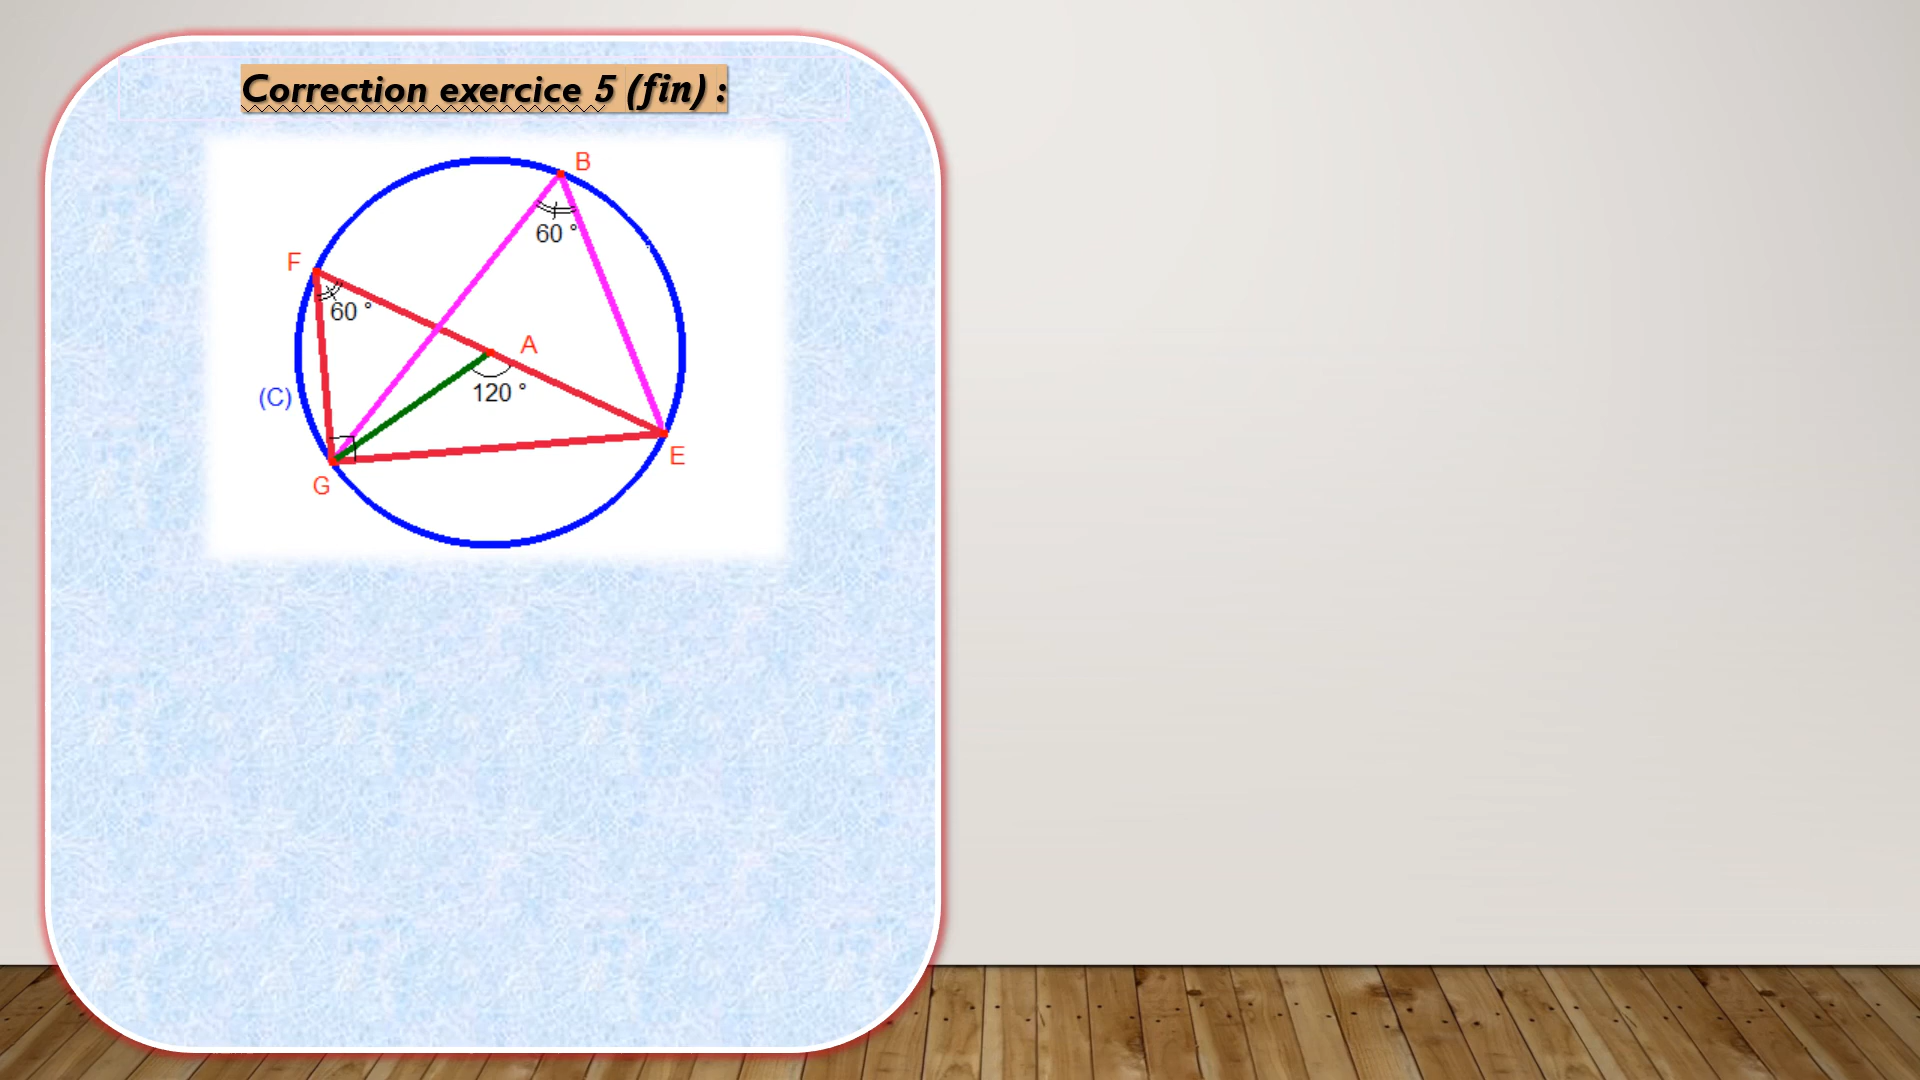 Correction exercice 5 (fin) :
B
60 °
F
60 °
A
120 °
(C)
E
G